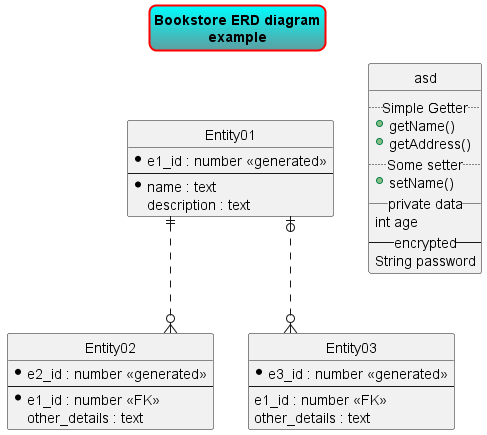 Bookstore ERD diagram
example
asd
Simple Getter
getName()
getAddress()
Some setter
setName()
private data
int age
encrypted
String password
Entity01
e1_id : number «generated»
name : text
description : text
Entity02
e2_id : number «generated»
e1_id : number «FK»
other_details : text
Entity03
e3_id : number «generated»
e1_id : number «FK»
other_details : text